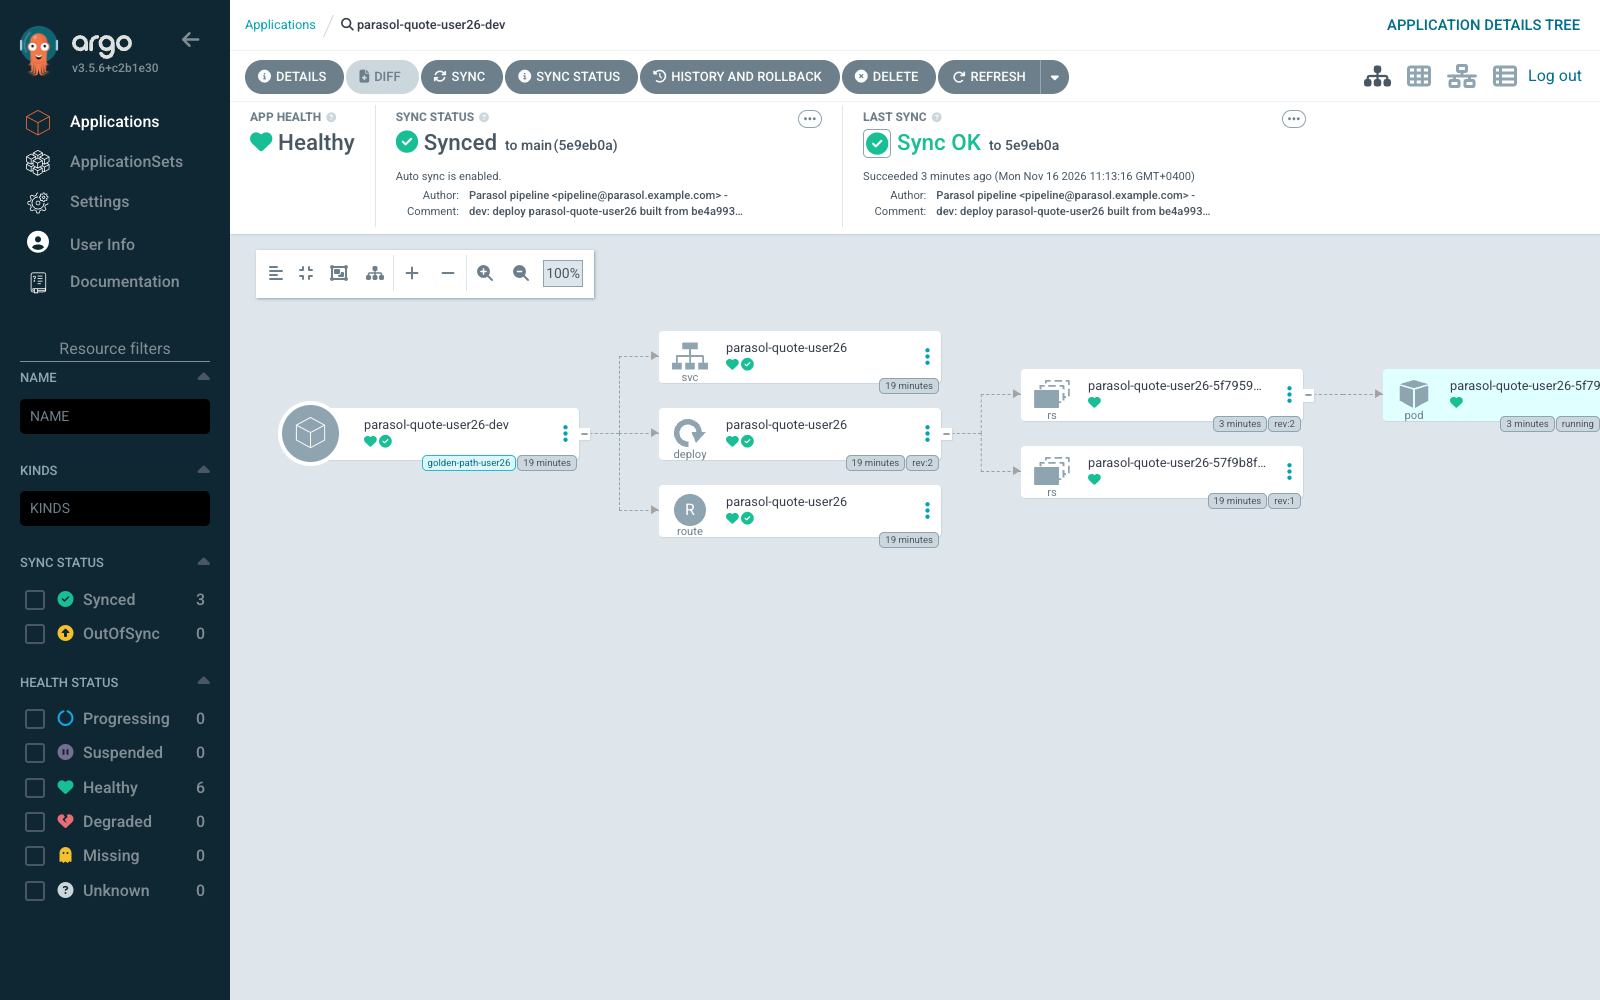 argo
v3.5.6+c2b1e30
Applications
ApplicationSets
Settings
User Info
Documentation
Resource filters
NAME
NAME
KINDS
KINDS
SYNC STATUS
Synced 3
OutOfSync 0
HEALTH STATUS
Progressing 0
Suspended 0
Healthy 6
Degraded 0
Missing 0
Unknown 0
Applications / parasol-quote-user26-dev
APPLICATION DETAILS TREE
DETAILS DIFF SYNC SYNC STATUS HISTORY AND ROLLBACK DELETE REFRESH
Log out
APP HEALTH
Healthy
SYNC STATUS
Synced to main (5e9eb0a)
Auto sync is enabled.
Author: Parasol pipeline <pipeline@parasol.example.com> -
Comment: dev: deploy parasol-quote-user26 built from be4a993...
LAST SYNC
Sync OK to 5e9eb0a
Succeeded 3 minutes ago (Mon Nov 16 2026 11:13:16 GMT+0400)
Author: Parasol pipeline <pipeline@parasol.example.com> -
Comment: dev: deploy parasol-quote-user26 built from be4a993...
100%
parasol-quote-user26-dev
golden-path-user26 19 minutes
parasol-quote-user26
svc
19 minutes
parasol-quote-user26
deploy
19 minutes rev:2
R
parasol-quote-user26
route
19 minutes
parasol-quote-user26-5f7959...
rs
3 minutes rev:2
parasol-quote-user26-57f9b8f...
rs
19 minutes rev:1
parasol-quote-user26-5f79
pod
3 minutes running